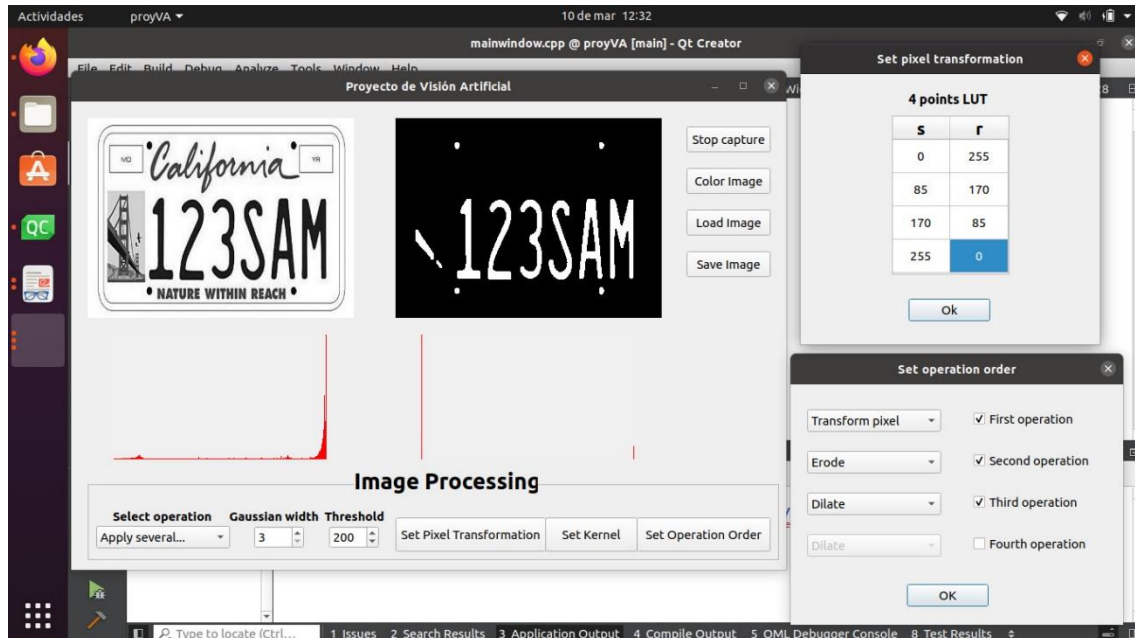 Actividades proyVA 10 de mar 12:32
mainwindow.cpp @ proyVA [main] - Qt Creator
File Edit Build Debug Analyze Tools Window Help
Proyecto de Visión Artificial
MO California YR
123SAM
NATURE WITHIN REACH
123SAM
Stop capture
Color Image
Load Image
Save Image
Image Processing
Select operation Gaussian width Threshold
Apply several... 3 200 Set Pixel Transformation Set Kernel Set Operation Order
Set pixel transformation
4 points LUT
s r
0 255
85 170
170 85
255 0
Ok
Set operation order
Transform pixel First operation
Erode Second operation
Dilate Third operation
Dilate Fourth operation
OK
QC
Type to locate (Ctrl... 1 Issues 2 Search Results 3 Application Output 4 Compile Output 5 QML Debugger Console 8 Test Results